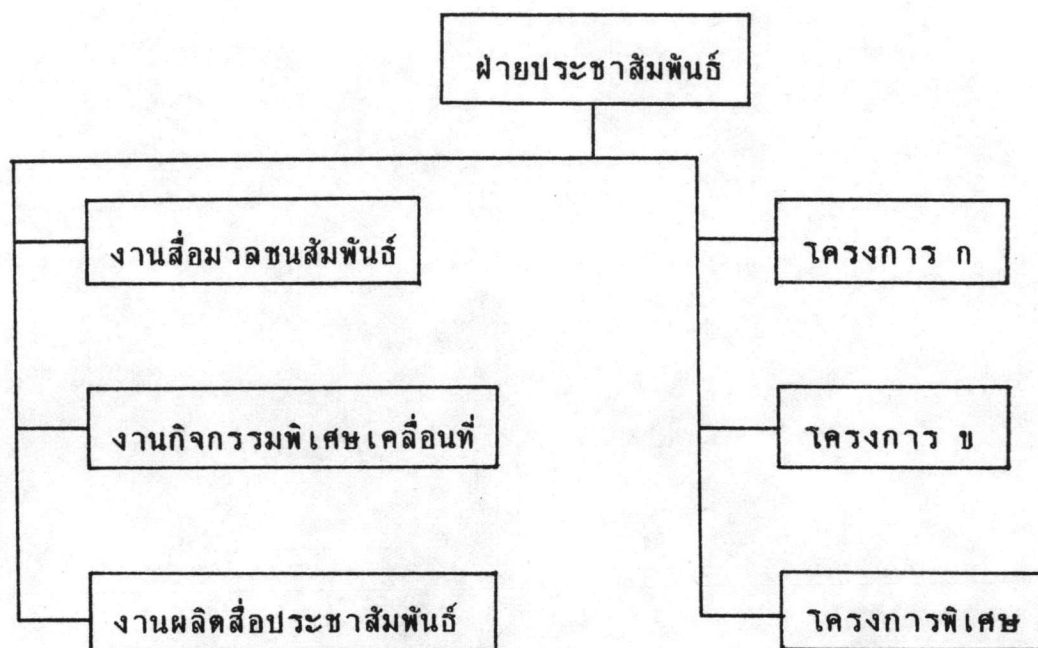 ฝ่ายประชาสัมพันธ์
งานสื่อมวลชนสัมพันธ์
โครงการ ก
งานกิจกรรมพิเศษเคลื่อนที่
โครงการ ข
งานผลิตสื่อประชาสัมพันธ์
โครงการพิเศษ